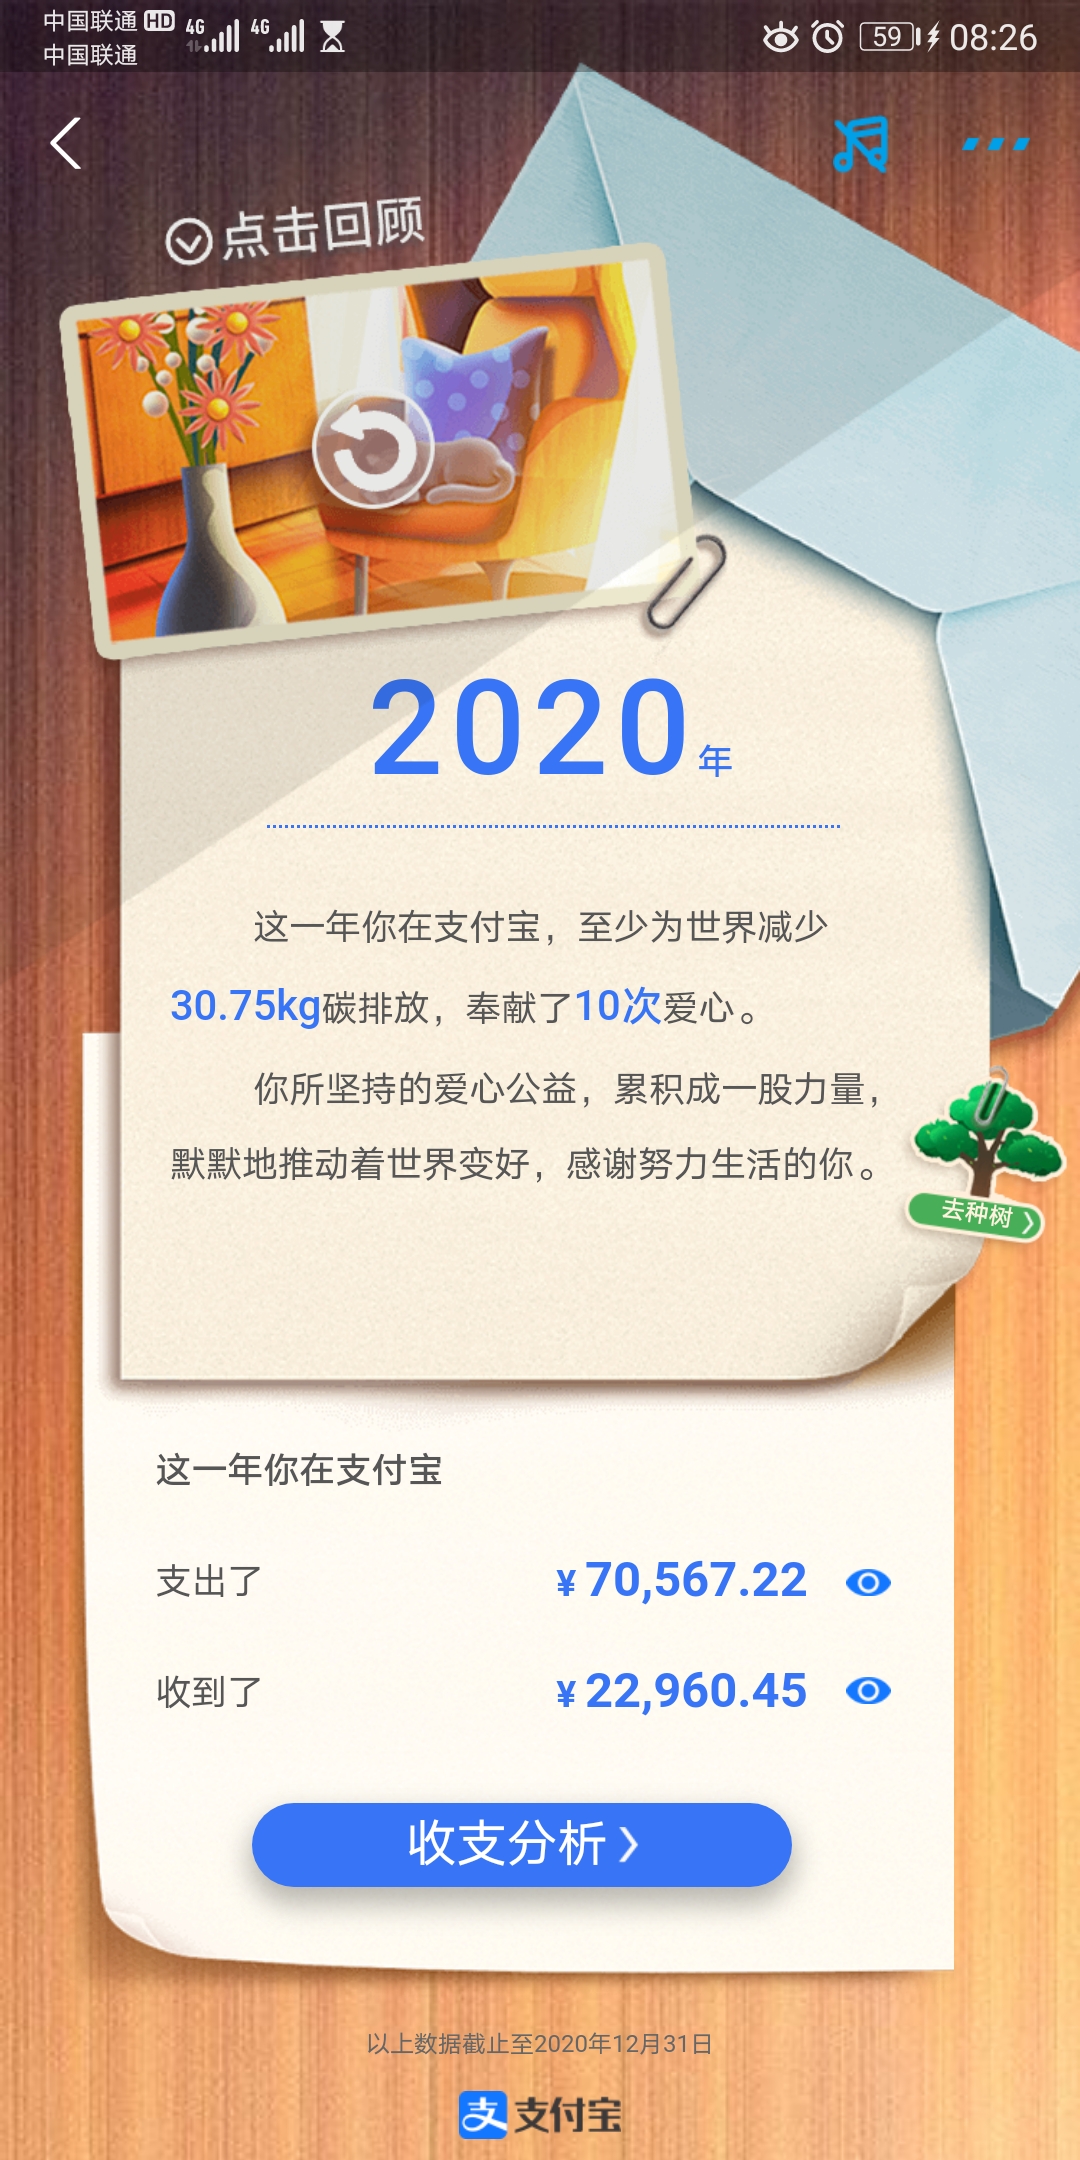 中国联通 HD 4G 4G 59 08:26
中国联通
点击回顾
2020年
这一年你在支付宝，至少为世界减少
30.75kg碳排放，奉献了10次爱心。
你所坚持的爱心公益，累积成一股力量，
默默地推动着世界变好，感谢努力生活的你。
去种树
这一年你在支付宝
支出了 ¥ 70,567.22
收到了 ¥ 22,960.45
收支分析
以上数据截止至2020年12月31日
支 支付宝